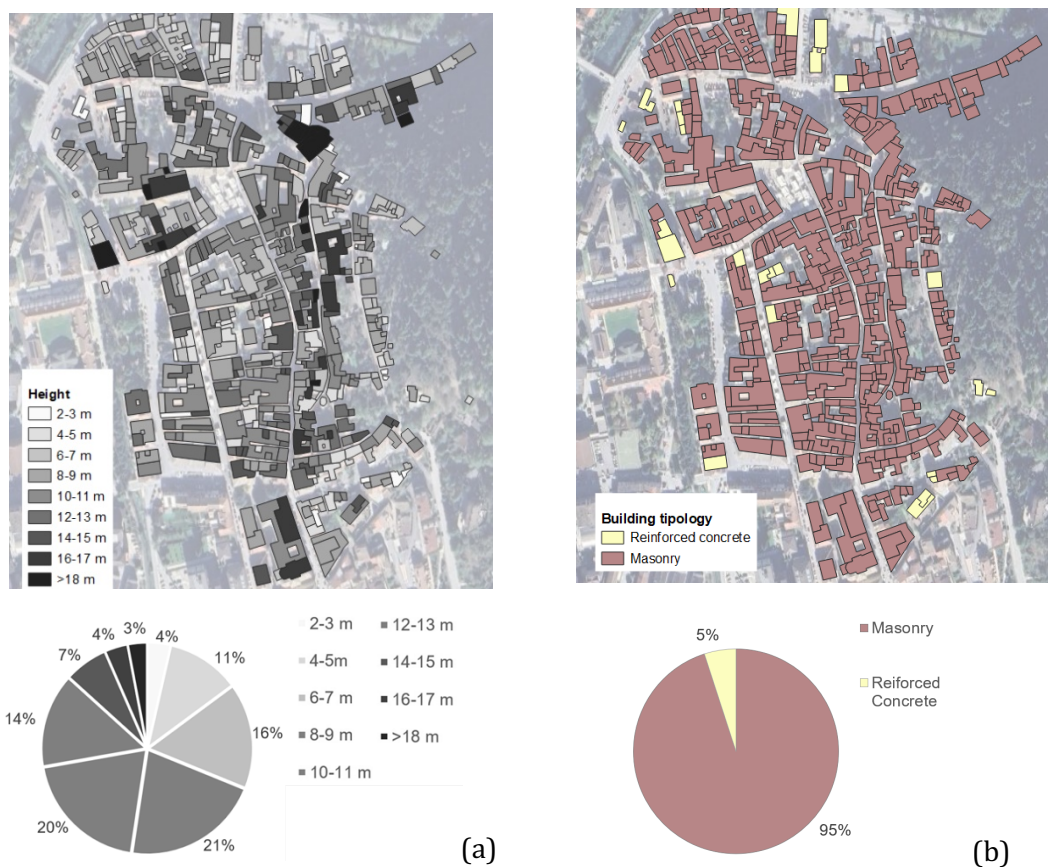 Height
2-3 m
4-5 m
6-7 m
8-9 m
10-11 m
12-13 m
14-15 m
16-17 m
>18 m
Building tipology
Reinforced concrete
Masonry
4%
11%
16%
21%
20%
14%
7%
4%
3%
2-3 m
4-5m
6-7 m
8-9 m
10-11 m
12-13 m
14-15 m
16-17 m
>18 m
(a)
5%
95%
Masonry
Reiforced
Concrete
(b)